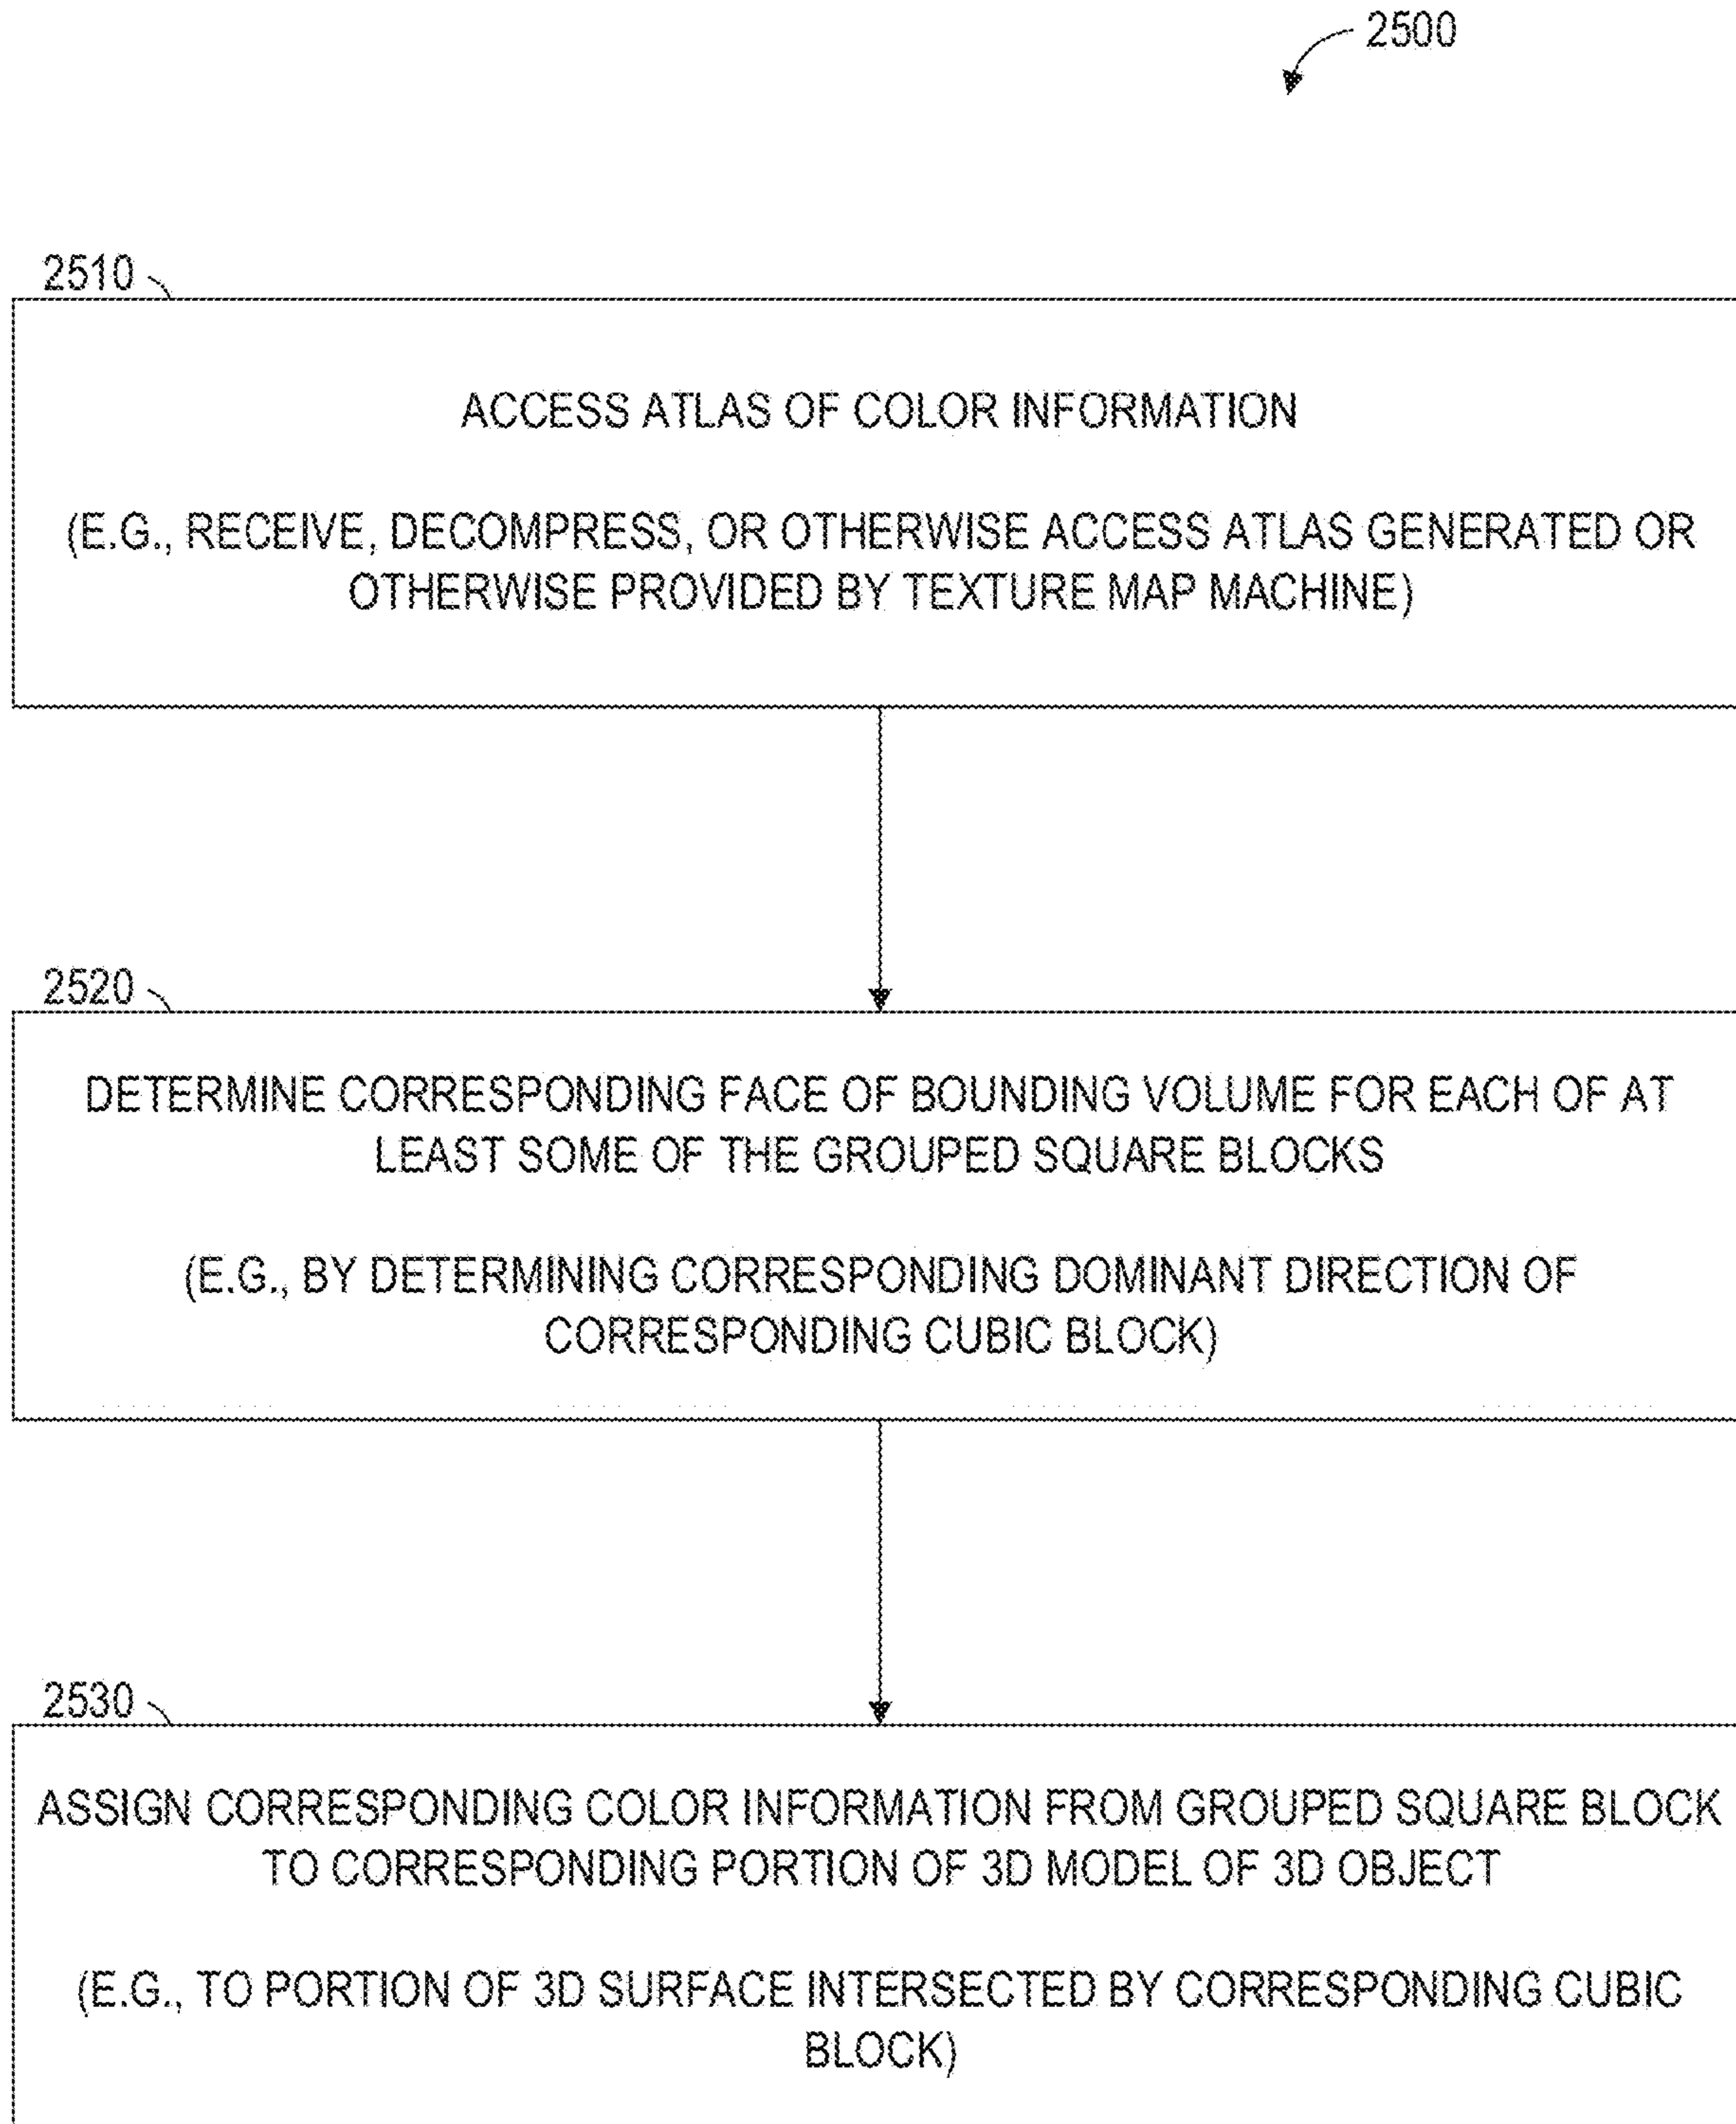 2500
2510
ACCESS ATLAS OF COLOR INFORMATION
(E.G., RECEIVE, DECOMPRESS, OR OTHERWISE ACCESS ATLAS GENERATED OR
OTHERWISE PROVIDED BY TEXTURE MAP MACHINE)
2520
DETERMINE CORRESPONDING FACE OF BOUNDING VOLUME FOR EACH OF AT
LEAST SOME OF THE GROUPED SQUARE BLOCKS
(E.G., BY DETERMINING CORRESPONDING DOMINANT DIRECTION OF
CORRESPONDING CUBIC BLOCK)
2530
ASSIGN CORRESPONDING COLOR INFORMATION FROM GROUPED SQUARE BLOCK
TO CORRESPONDING PORTION OF 3D MODEL OF 3D OBJECT
(E.G., TO PORTION OF 3D SURFACE INTERSECTED BY CORRESPONDING CUBIC
BLOCK)